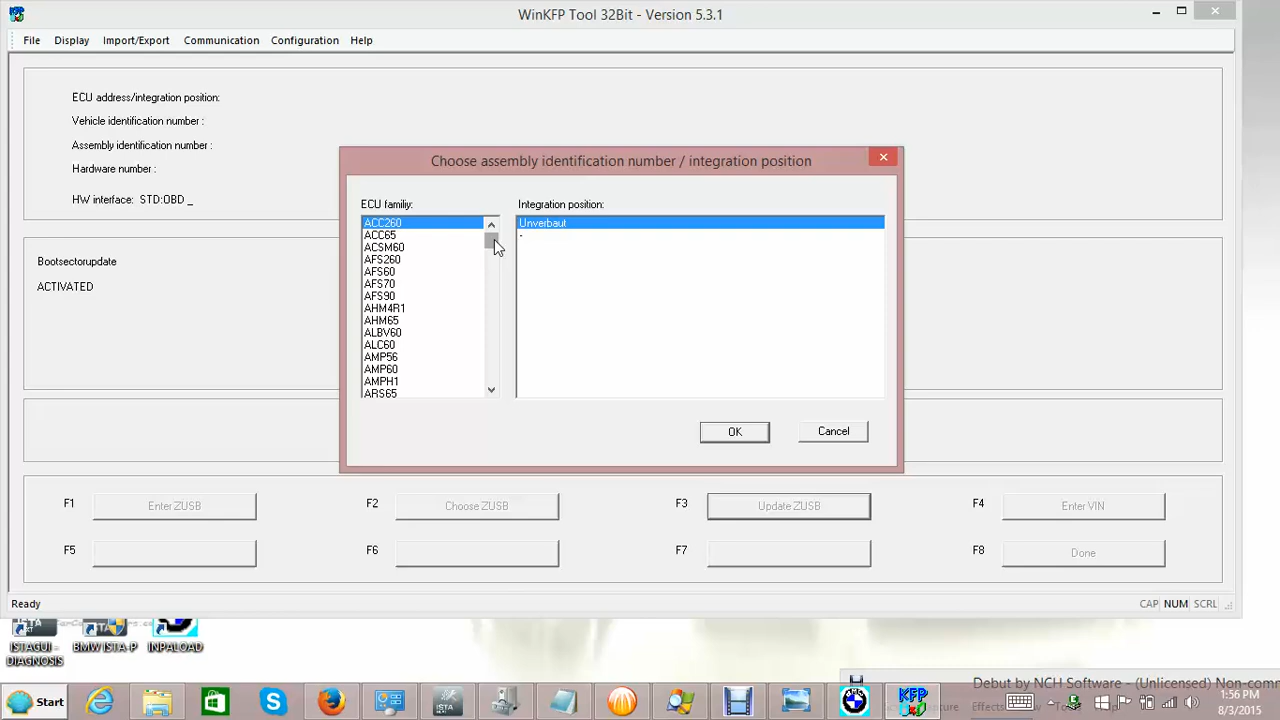 WinKFP Tool 32Bit - Version 5.3.1
File Display Import/Export Communication Configuration Help
ECU address/integration position:
Vehicle identification number :
Assembly identification number :
Hardware number :
HW interface: STD:OBD _
Bootsectorupdate
ACTIVATED
Choose assembly identification number / integration position
ECU familiy:
ACC260
ACC65
ACSM60
AFS260
AFS60
AFS70
AFS90
AHM4R1
AHM65
ALBV60
ALC60
AMP56
AMP60
AMPH1
ARS65
Integration position:
Unverbaut
-
OK Cancel
F1 Enter ZUSB F2 Choose ZUSB F3 Update ZUSB F4 Enter VIN
F5 F6 F7 F8 Done
Ready CAP NUM SCRL
ISTAGUI - DIAGNOSIS
BMW ISTA-P
INPALOAD
Debut by NCH Software - (Unlicensed) Non-com
Start
ISTA
KFP
1:56 PM
8/3/2015